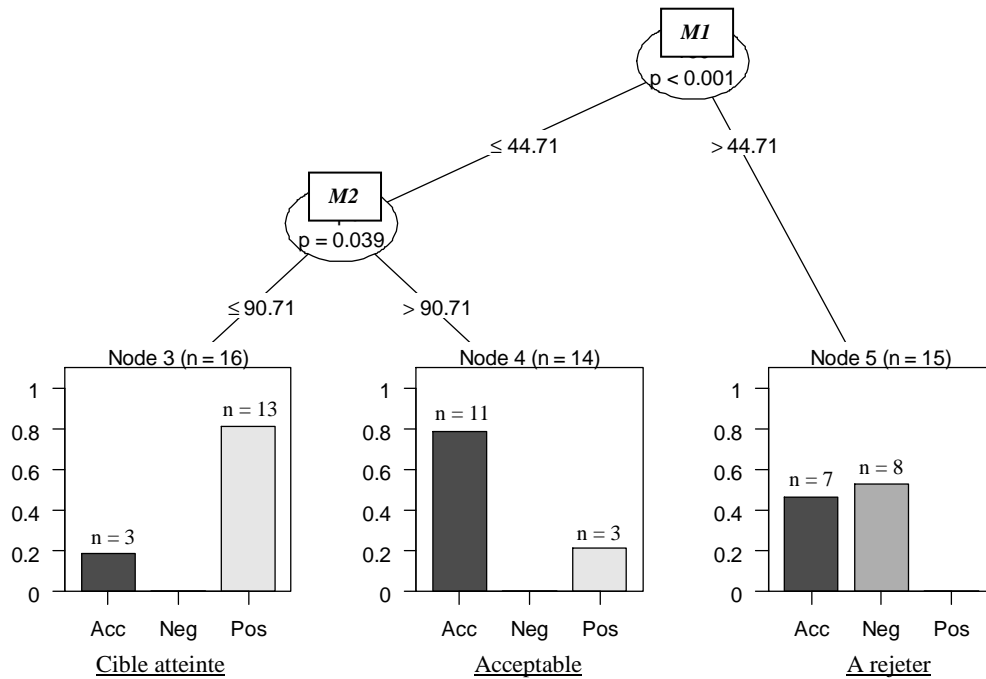 M1
p < 0.001
≤ 44.71
> 44.71
M2
p = 0.039
≤ 90.71
> 90.71
Node 3 (n = 16)
1
0.8
0.6
0.4
0.2
0
n = 3
n = 13
Acc Neg Pos
Cible atteinte
Node 4 (n = 14)
1
0.8
0.6
0.4
0.2
0
n = 11
n = 3
Acc Neg Pos
Acceptable
Node 5 (n = 15)
1
0.8
0.6
0.4
0.2
0
n = 7
n = 8
Acc Neg Pos
A rejeter